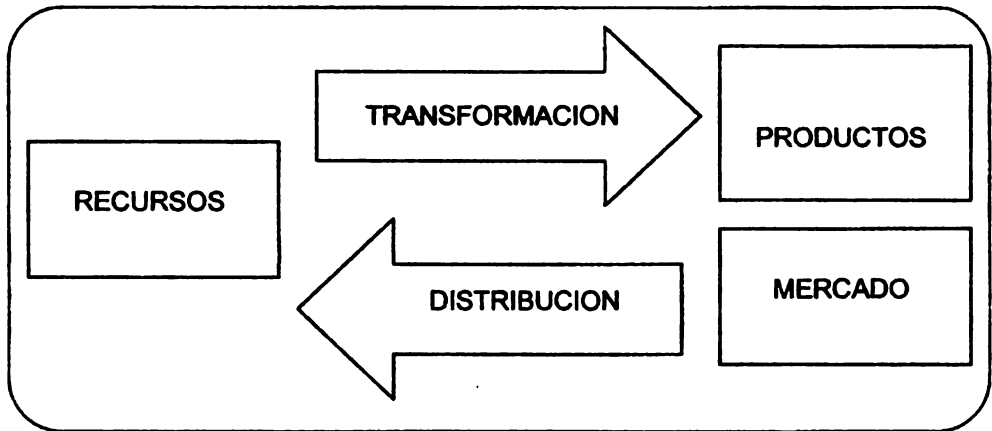 TRANSFORMACION
PRODUCTOS
RECURSOS
DISTRIBUCION
MERCADO